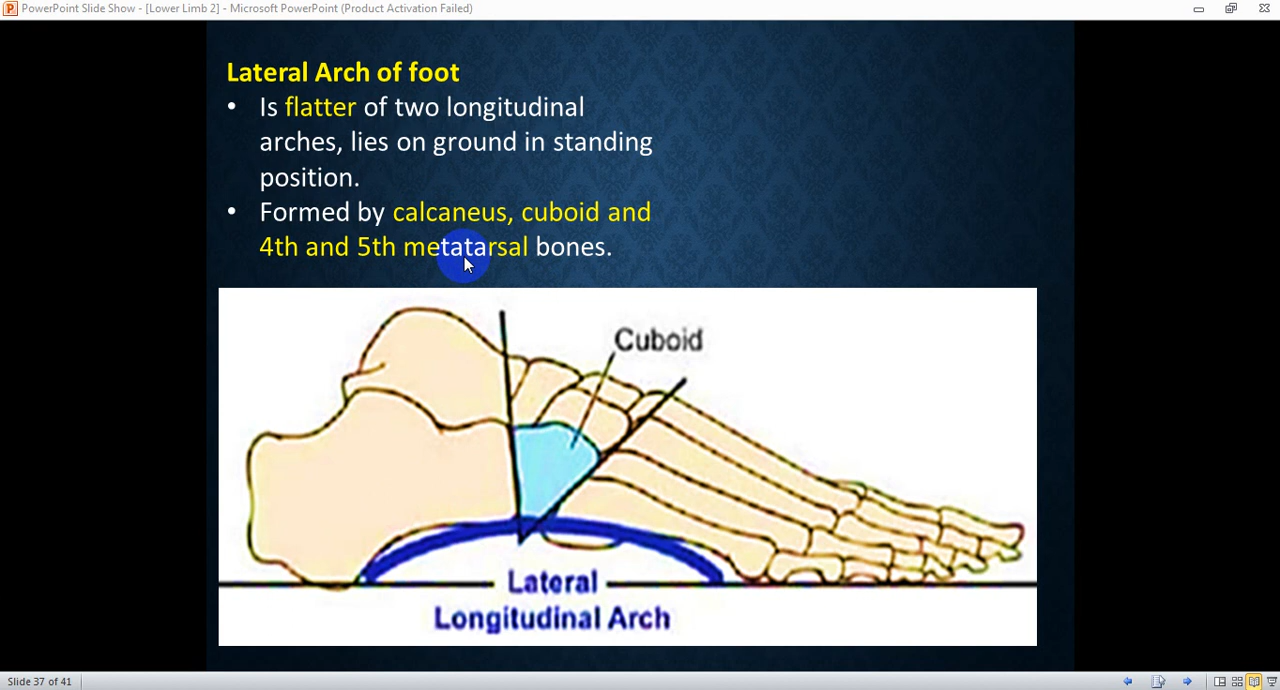 PowerPoint Slide Show - [Lower Limb 2] - Microsoft PowerPoint (Product Activation Failed)
Lateral Arch of foot
• Is flatter of two longitudinal
arches, lies on ground in standing
position.
• Formed by calcaneus, cuboid and
4th and 5th metatarsal bones.
Cuboid
Lateral
Longitudinal Arch
Slide 37 of 41